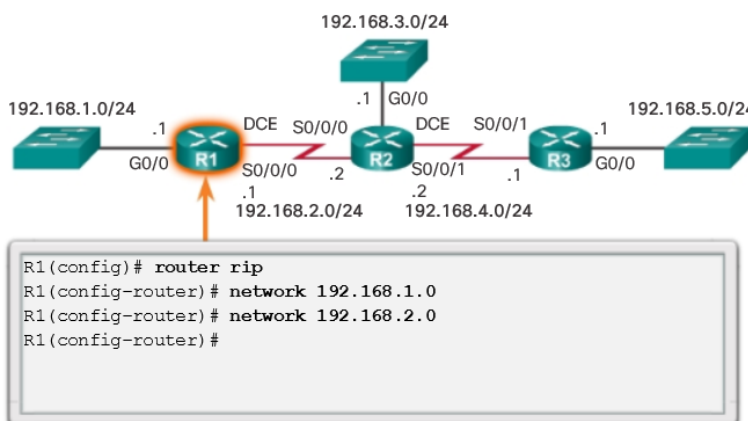 192.168.3.0/24
.1 G0/0
192.168.1.0/24
192.168.5.0/24
.1 DCE S0/0/0 DCE S0/0/1 .1
G0/0 R1 R2 R3 G0/0
S0/0/0 .2 S0/0/1 .1
.1 .2
192.168.2.0/24 192.168.4.0/24
R1(config)# router rip
R1(config-router)# network 192.168.1.0
R1(config-router)# network 192.168.2.0
R1(config-router)#